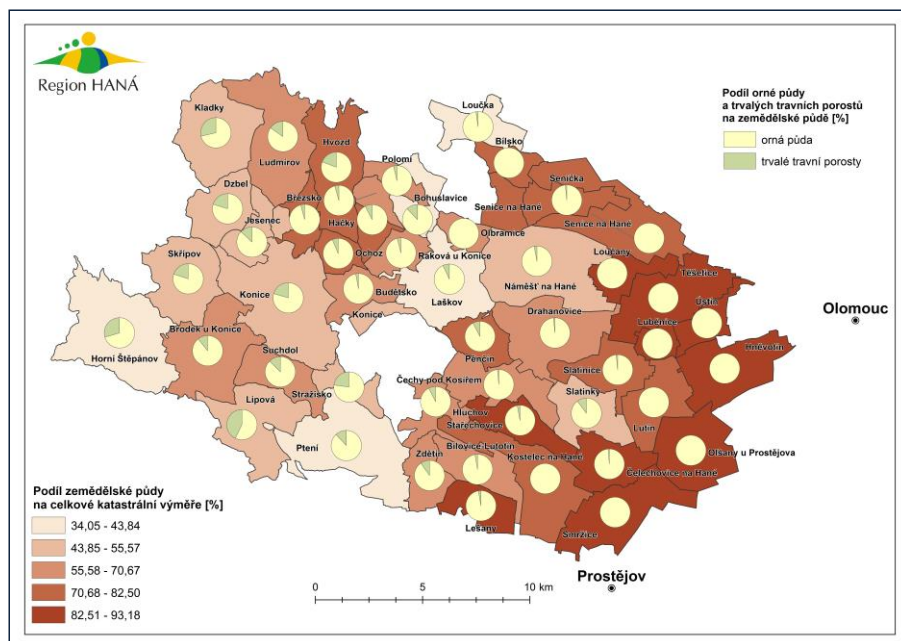 Region HANÁ
Podíl orné půdy
a trvalých travních porostů
na zemědělské půdě [%]
orná půda
trvalé travní porosty
Kladky
Loučka
Hvozd
Bílsko
Ludmírov
Polomí
Senička
Dzbel
Březsko
Bohuslavice
Senice na Hané
Senice na Hané
Jesenec
Hačky
Olbramice
Skřípov
Ochoz
Raková u Konice
Loučany
Těšetice
Konice
Budětsko
Laškov
Náměšť na Hané
Ústín
Olomouc
Konice
Drahanovice
Luběnice
Brodek u Konice
Hněvotín
Horní Štěpánov
Suchdol
Pěnčín
Slatinice
Čechy pod Kosířem
Stražisko
Slatinky
Lipová
Hluchov
Lutín
Stařechovice
Ptení
Zdětín
Bílovice-Lutotín
Kostelec na Hané
Olšany u Prostějova
Čelechovice na Hané
Lešany
Smržice
Prostějov
Podíl zemědělské půdy
na celkové katastrální výměře [%]
34,05 - 43,84
43,85 - 55,57
55,58 - 70,67
70,68 - 82,50
82,51 - 93,18
0 5 10 km